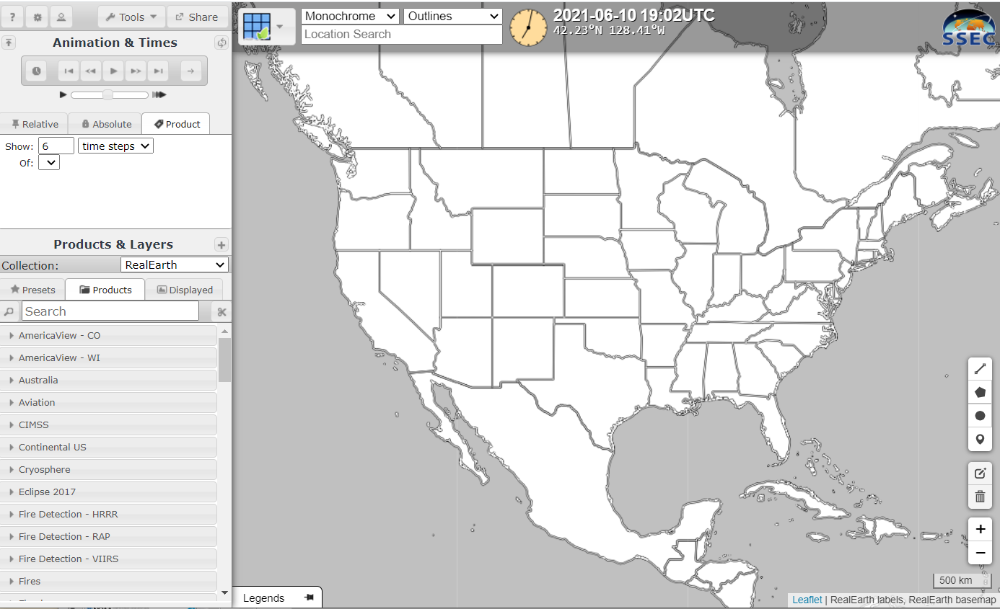 ? Tools Share
Animation & Times
Relative Absolute Product
Show: 6 time steps
Of:
Products & Layers
Collection: RealEarth
Presets Products Displayed
Search
AmericaView - CO
AmericaView - WI
Australia
Aviation
CIMSS
Continental US
Cryosphere
Eclipse 2017
Fire Detection - HRRR
Fire Detection - RAP
Fire Detection - VIIRS
Fires
Monochrome Outlines
Location Search
2021-06-10 19:02UTC
42.23°N 128.41°W
SSEC
+
−
500 km
Legends
Leaflet | RealEarth labels, RealEarth basemap